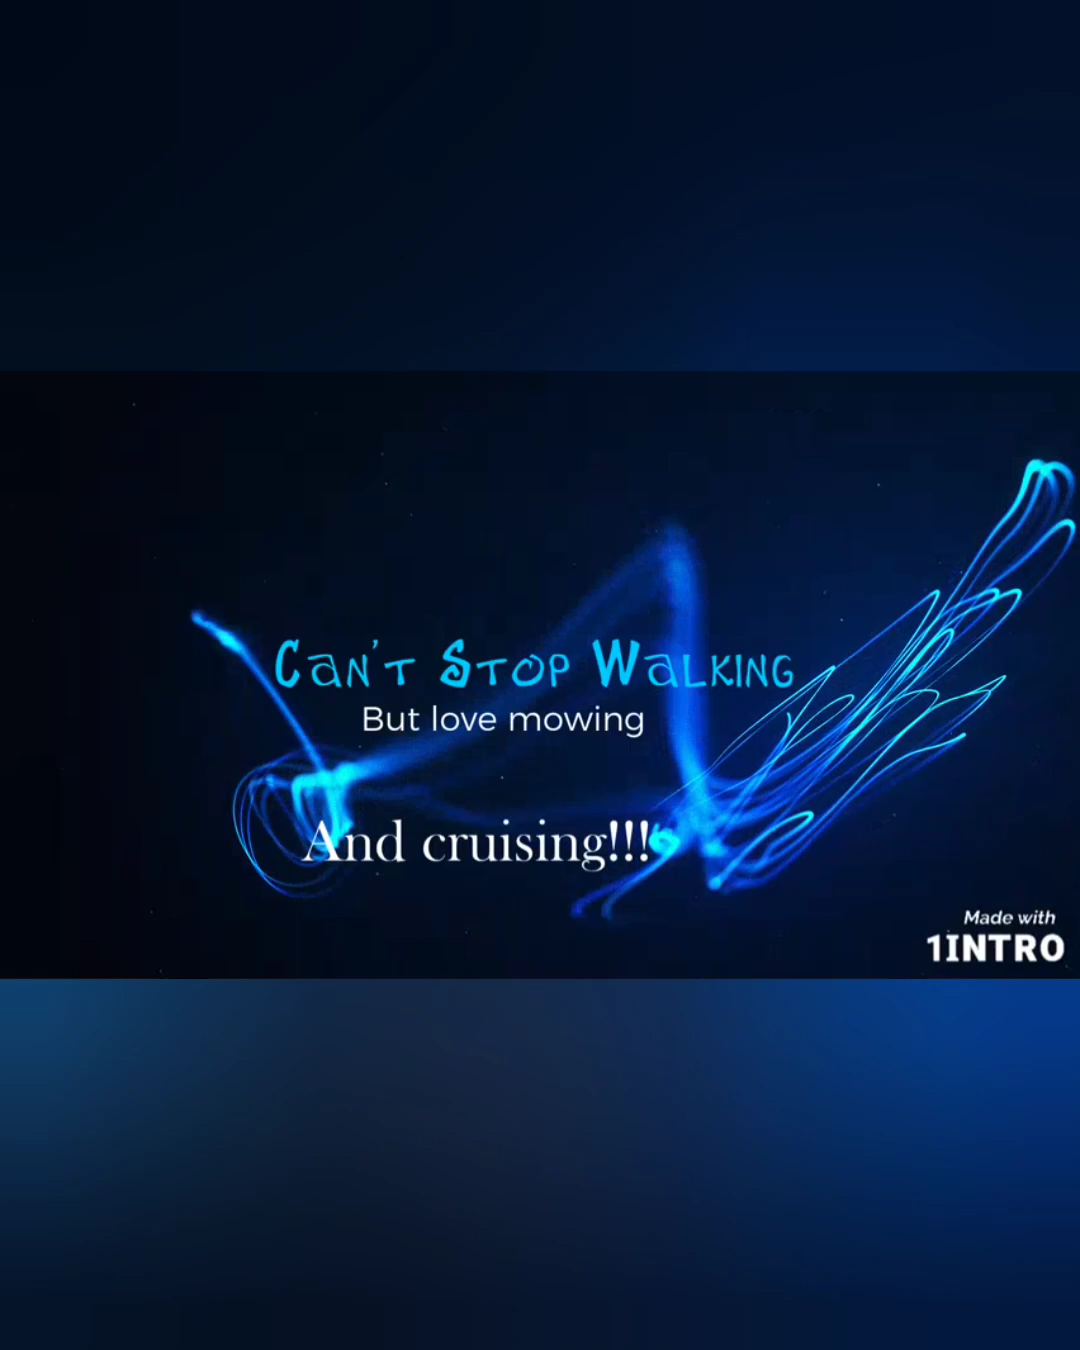 Can't Stop Walking
But love mowing
And cruising!!!
Made with
1INTRO